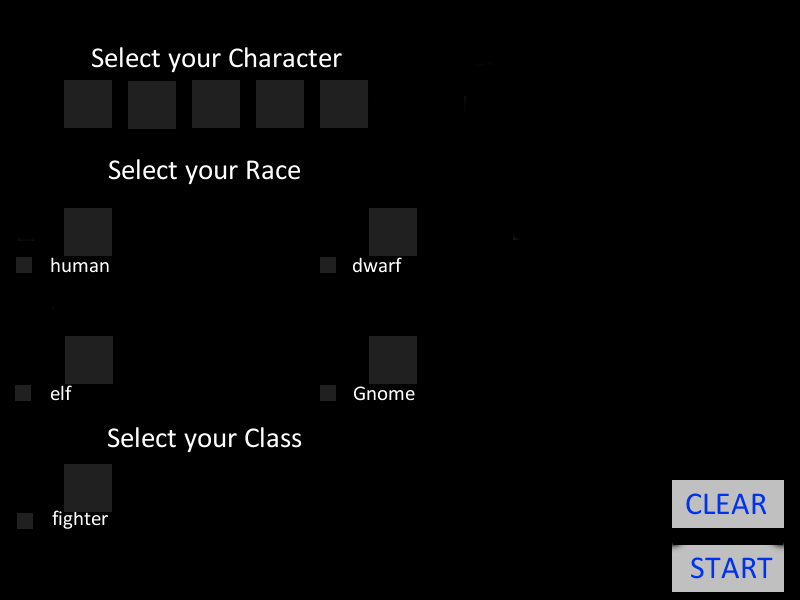 Select your Character
Select your Race
human
dwarf
elf
Gnome
Select your Class
fighter
CLEAR
START